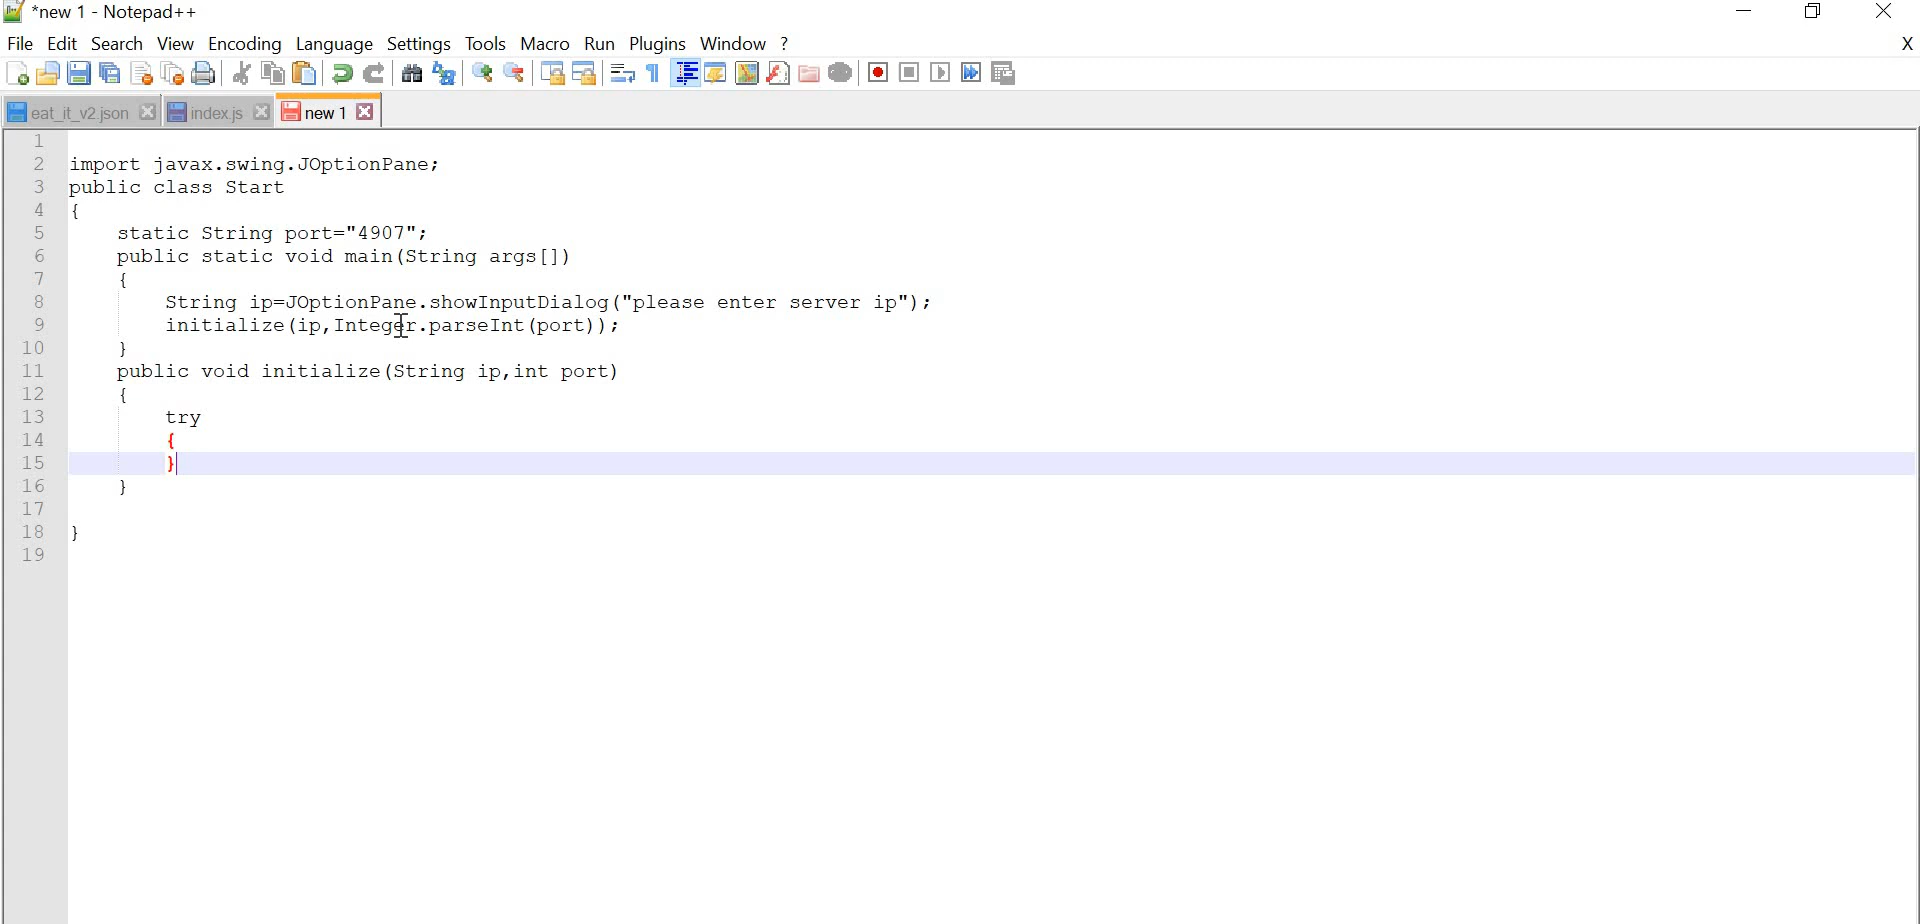 *new 1 - Notepad++
File Edit Search View Encoding Language Settings Tools Macro Run Plugins Window ?
X
eat_it_v2.json index.js new 1
1
2 import javax.swing.JOptionPane;
3 public class Start
4 {
5 static String port="4907";
6 public static void main(String args[])
7 {
8 String ip=JOptionPane.showInputDialog("please enter server ip");
9 initialize(ip,Integer.parseInt(port));
10 }
11 public void initialize(String ip,int port)
12 {
13 try
14 {
15 }
16 }
17
18 }
19